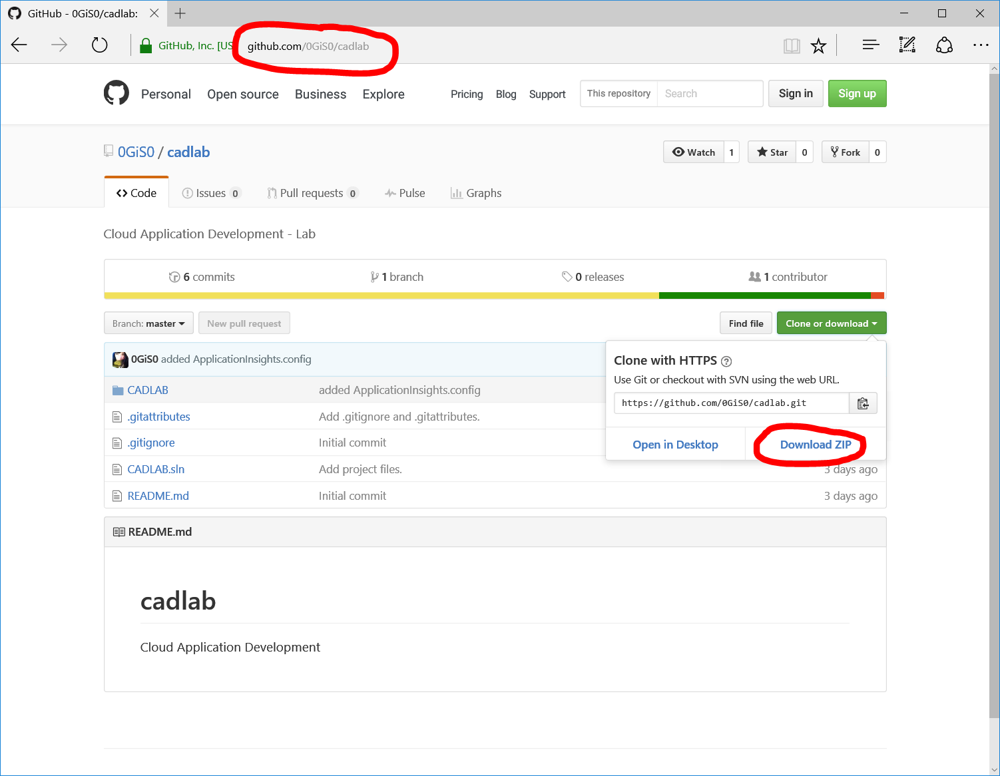 GitHub - 0GiS0/cadlab:
GitHub, Inc. [US github.com/0GiS0/cadlab
Personal Open source Business Explore Pricing Blog Support This repository Search Sign in Sign up
0GiS0 / cadlab Watch 1 Star 0 Fork 0
Code Issues 0 Pull requests 0 Pulse Graphs
Cloud Application Development - Lab
6 commits 1 branch 0 releases 1 contributor
Branch: master New pull request Find file Clone or download
0GiS0 added ApplicationInsights.config
Clone with HTTPS ?
Use Git or checkout with SVN using the web URL.
https://github.com/0GiS0/cadlab.git
Open in Desktop Download ZIP
CADLAB added ApplicationInsights.config
.gitattributes Add .gitignore and .gitattributes.
.gitignore Initial commit
CADLAB.sln Add project files. 3 days ago
README.md Initial commit 3 days ago
README.md
cadlab
Cloud Application Development